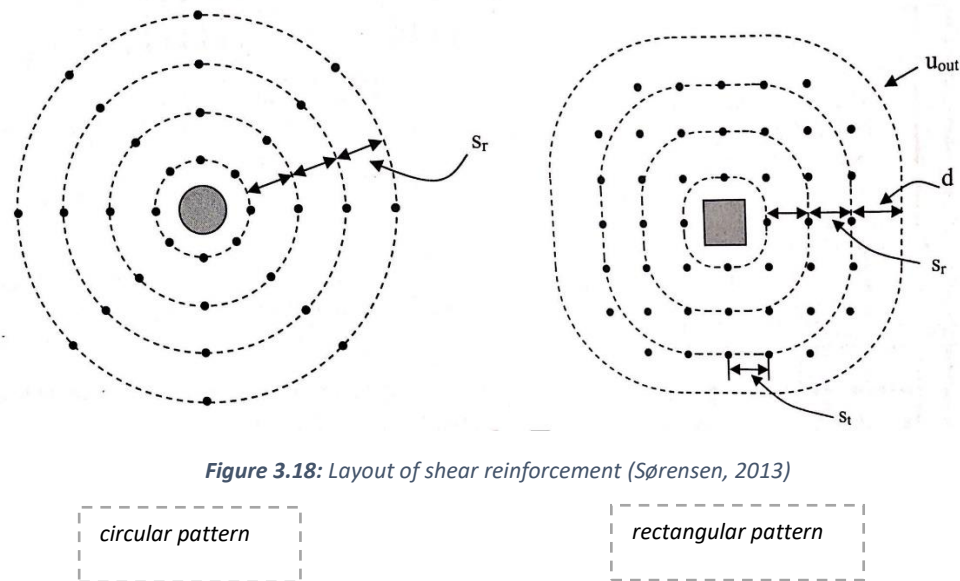 s_r
u_out
d
s_r
s_t
Figure 3.18: Layout of shear reinforcement (Sørensen, 2013)
circular pattern
rectangular pattern